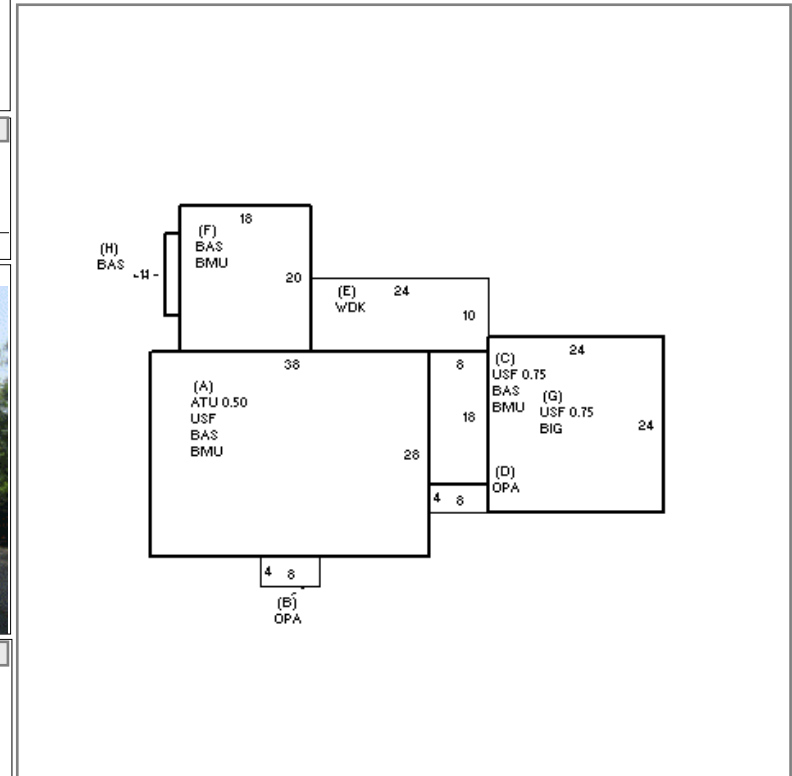 18
(F)
BAS
BMU
20
(H)
BAS
(E)
WDK
24
10
38
(A)
ATU 0.50
USF
BAS
BMU
28
8
18
(C)
USF 0.75
BAS
BMU
24
(G)
USF 0.75
BIG
24
(D)
OPA
4 8
4 8
(B)
OPA